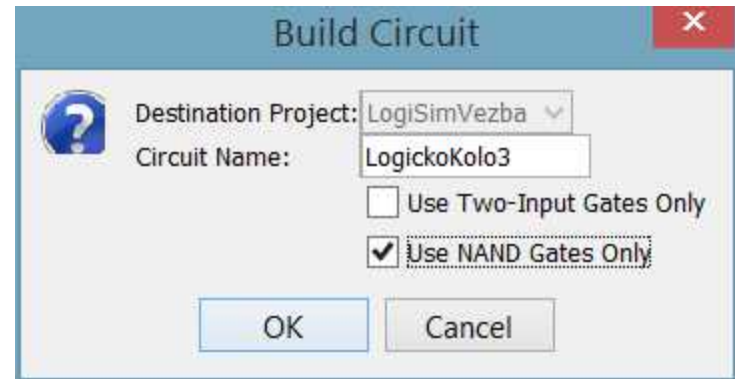 Build Circuit
Destination Project: LogiSimVezba
Circuit Name: LogickoKolo3
Use Two-Input Gates Only
Use NAND Gates Only
OK Cancel